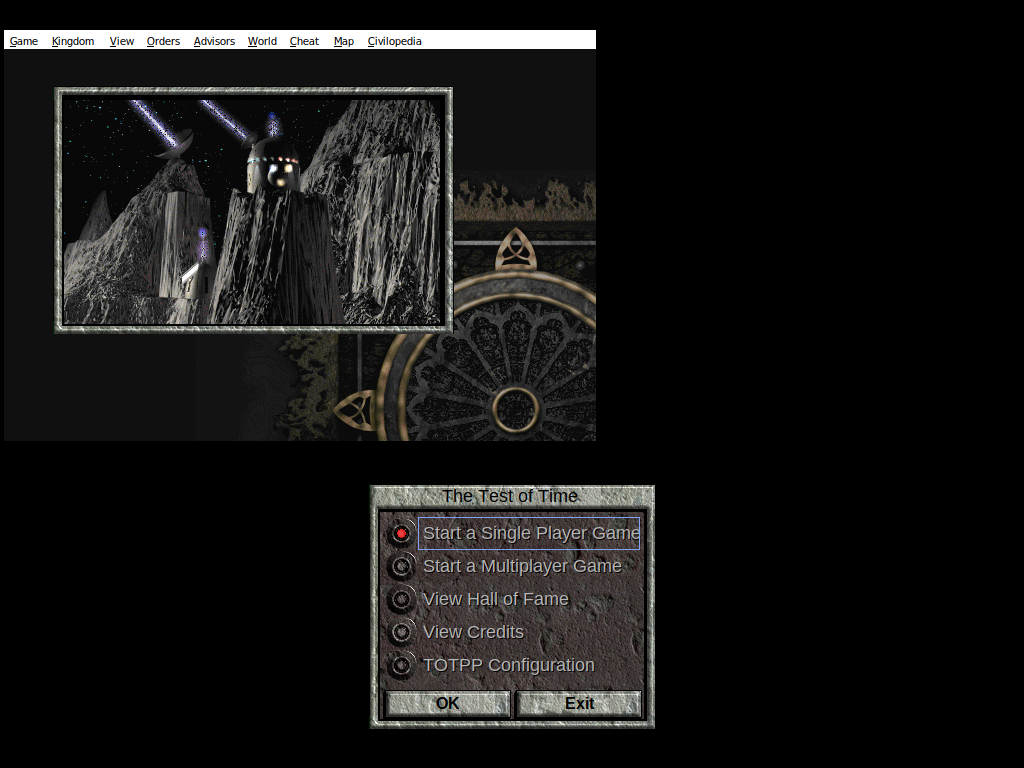 Game Kingdom View Orders Advisors World Cheat Map Civilopedia
The Test of Time
Start a Single Player Game
Start a Multiplayer Game
View Hall of Fame
View Credits
TOTPP Configuration
OK Exit